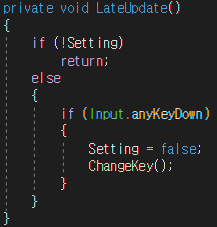 private void LateUpdate()
{
    if (!Setting)
        return;
    else
    {
        if (Input.anyKeyDown)
        {
            Setting = false;
            ChangeKey();
        }
    }
}